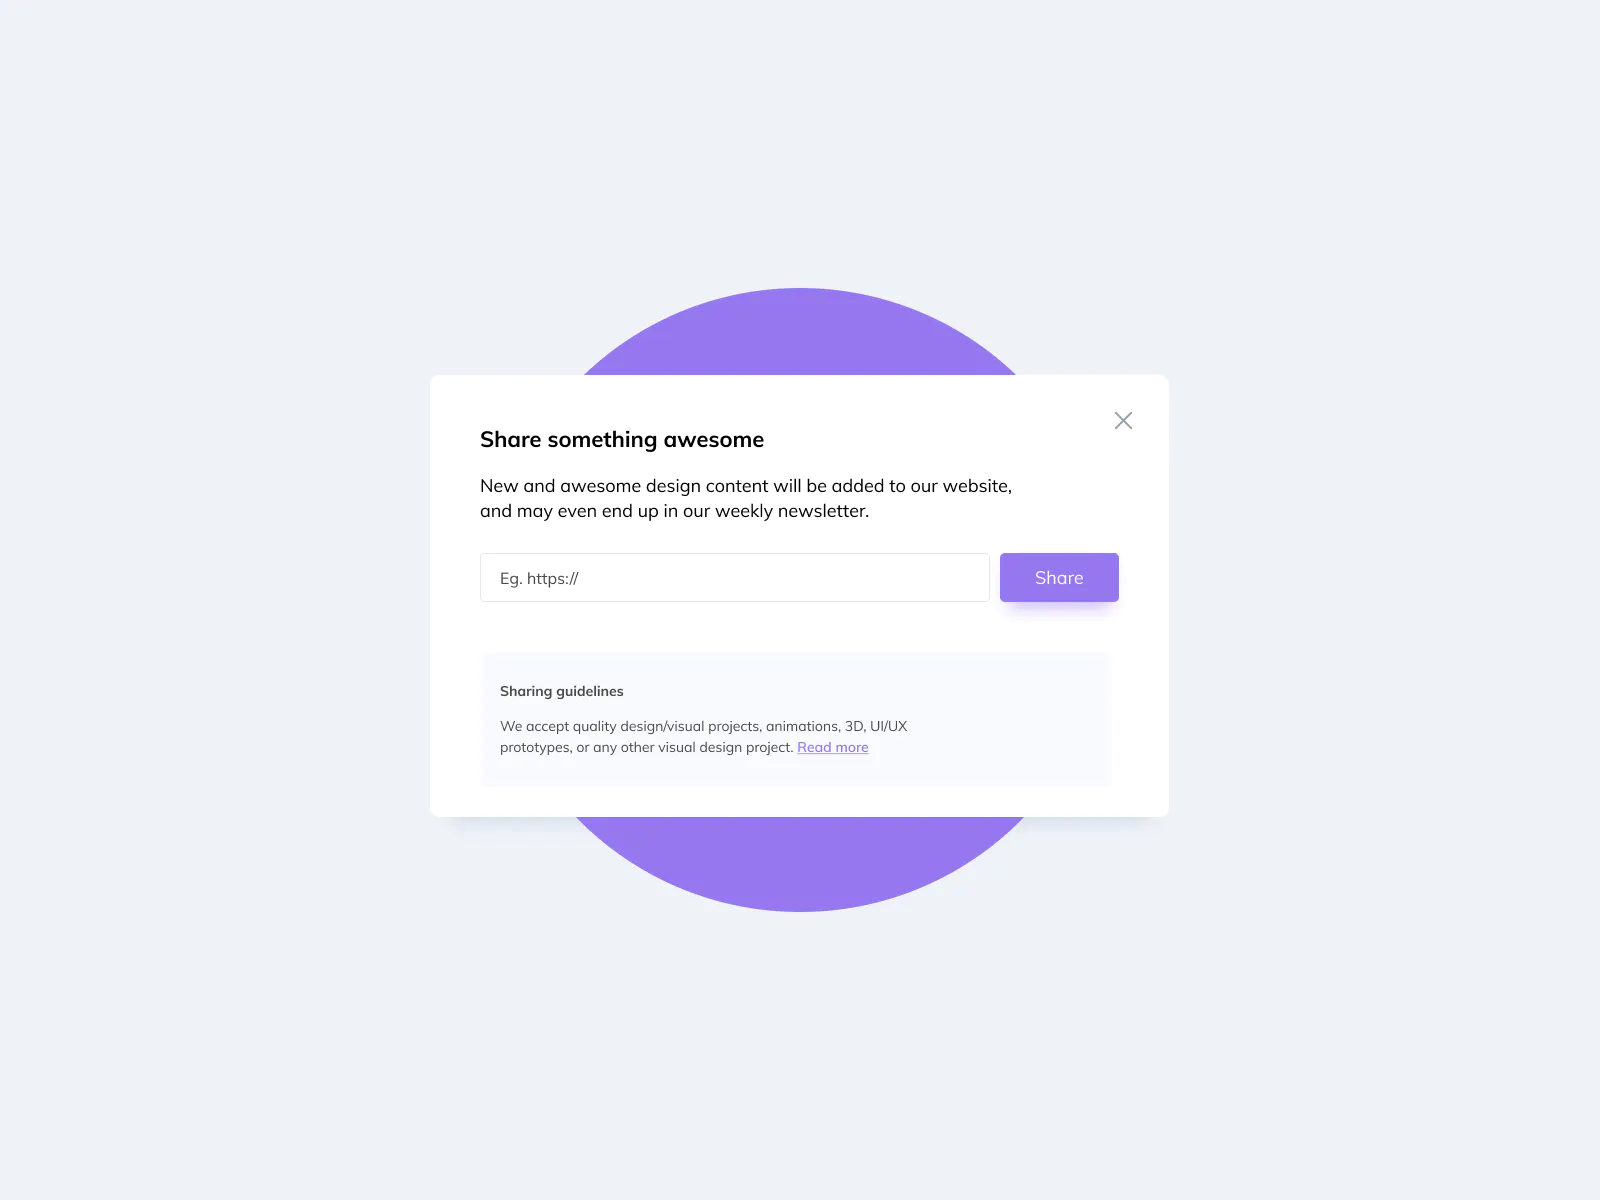 Share something awesome
New and awesome design content will be added to our website,
and may even end up in our weekly newsletter.
Eg. https://
Share
Sharing guidelines
We accept quality design/visual projects, animations, 3D, UI/UX
prototypes, or any other visual design project. Read more